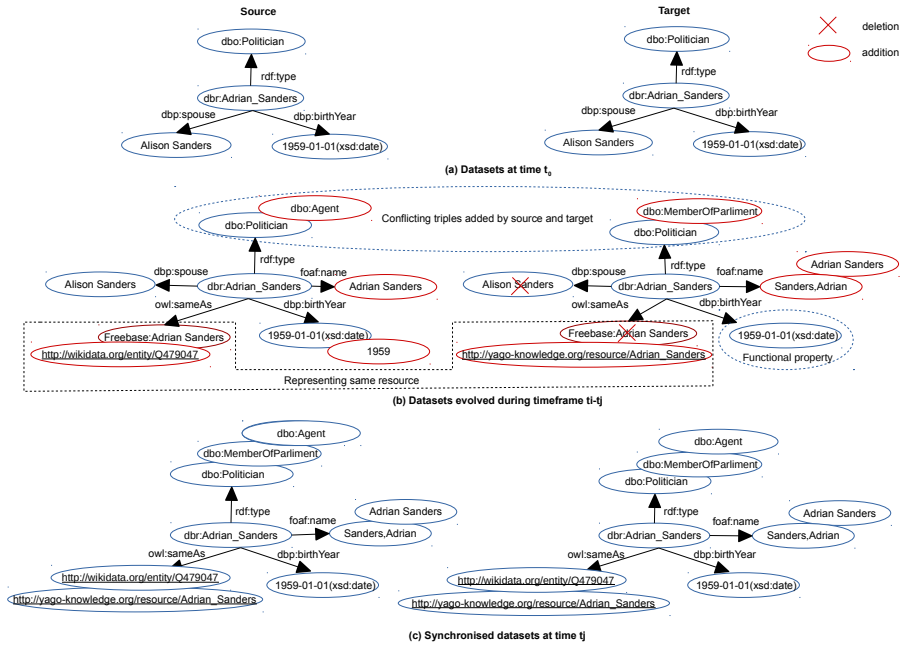 Source
Target
dbo:Politician
rdf:type
dbr:Adrian_Sanders
dbp:spouse
dbp:birthYear
Alison Sanders
1959-01-01(xsd:date)
dbo:Politician
rdf:type
dbr:Adrian_Sanders
dbp:spouse
dbp:birthYear
Alison Sanders
1959-01-01(xsd:date)
deletion
addition
(a) Datasets at time t0
dbo:Agent
dbo:Politician
Conflicting triples added by source and target
dbo:MemberOfParliment
dbo:Politician
rdf:type
dbp:spouse
foaf:name
Alison Sanders
dbr:Adrian_Sanders
Adrian Sanders
owl:sameAs
dbp:birthYear
Freebase:Adrian Sanders
http://wikidata.org/entity/Q479047
1959-01-01(xsd:date)
1959
rdf:type
dbp:spouse
foaf:name
Adrian Sanders
Alison Sanders
dbr:Adrian_Sanders
Sanders,Adrian
owl:sameAs
dbp:birthYear
Freebase:Adrian Sanders
http://yago-knowledge.org/resource/Adrian_Sanders
1959-01-01(xsd:date)
Functional property
Representing same resource
(b) Datasets evolved during timeframe ti-tj
dbo:Agent
dbo:MemberOfParliment
dbo:Politician
rdf:type
foaf:name
Adrian Sanders
dbr:Adrian_Sanders
Sanders,Adrian
owl:sameAs
dbp:birthYear
http://wikidata.org/entity/Q479047
1959-01-01(xsd:date)
http://yago-knowledge.org/resource/Adrian_Sanders
dbo:Agent
dbo:MemberOfParliment
dbo:Politician
rdf:type
foaf:name
Adrian Sanders
dbr:Adrian_Sanders
Sanders,Adrian
owl:sameAs
dbp:birthYear
http://wikidata.org/entity/Q479047
1959-01-01(xsd:date)
http://yago-knowledge.org/resource/Adrian_Sanders
(c) Synchronised datasets at time tj